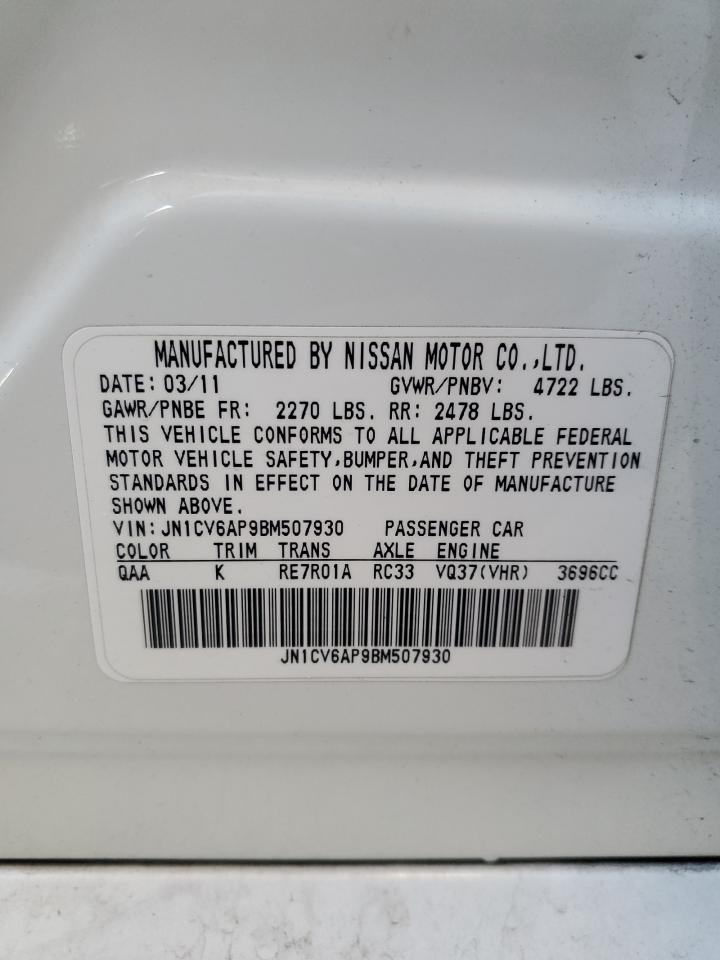 MANUFACTURED BY NISSAN MOTOR CO.,LTD.
DATE: 03/11 GVWR/PNBV: 4722 LBS.
GAWR/PNBE FR: 2270 LBS. RR: 2478 LBS.
THIS VEHICLE CONFORMS TO ALL APPLICABLE FEDERAL
MOTOR VEHICLE SAFETY,BUMPER,AND THEFT PREVENTION
STANDARDS IN EFFECT ON THE DATE OF MANUFACTURE
SHOWN ABOVE.
VIN: JN1CV6AP9BM507930 PASSENGER CAR
COLOR TRIM TRANS AXLE ENGINE
QAA K RE7R01A RC33 VQ37(VHR) 3696CC
JN1CV6AP9BM507930